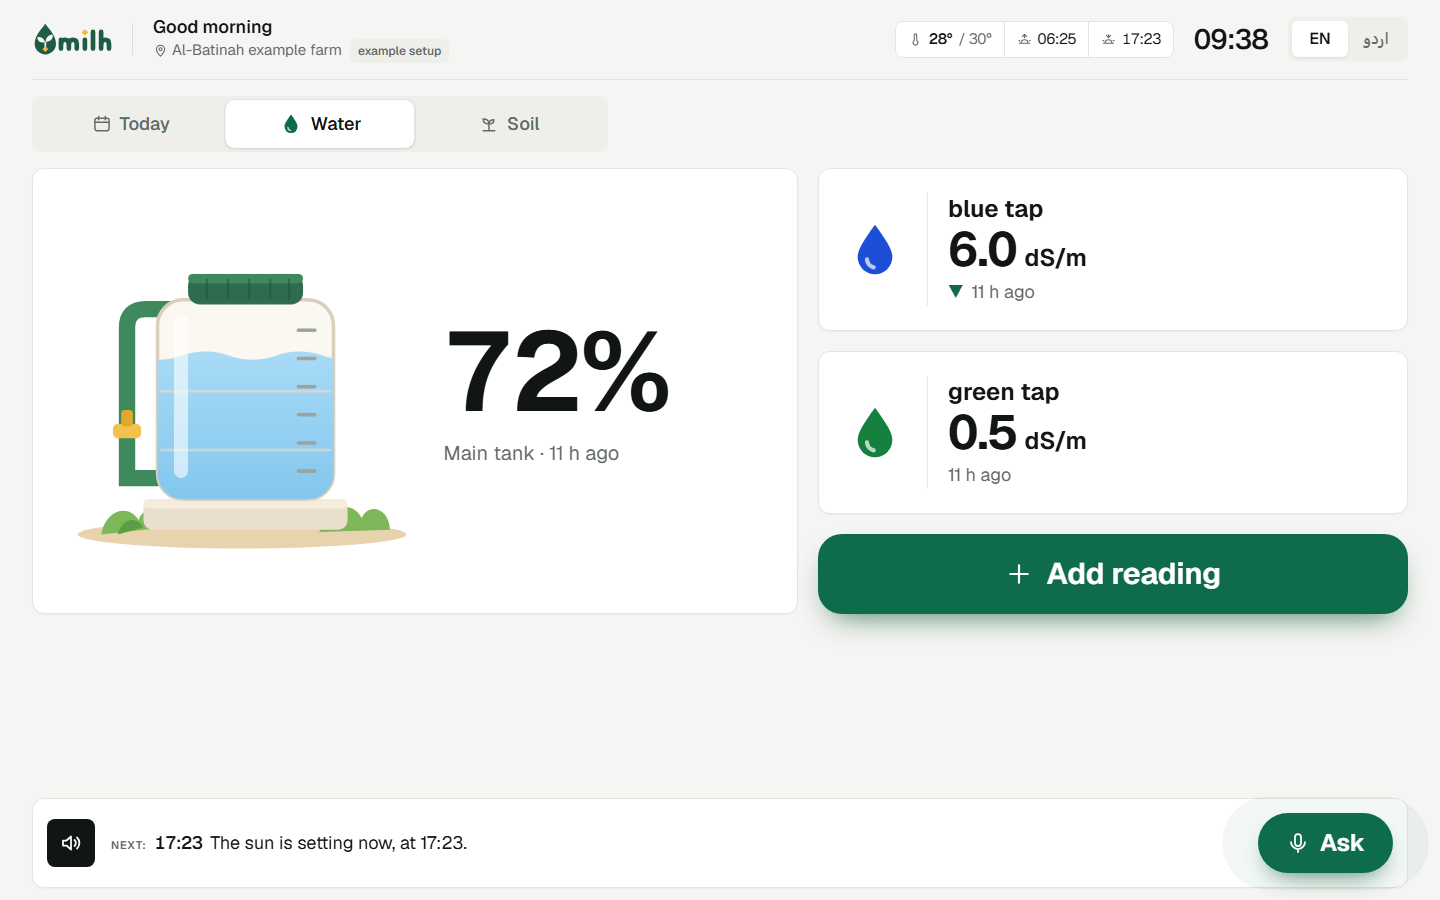 milh
Good morning
Al-Batinah example farm example setup
28° / 30° 06:25 17:23
09:38
EN اردو
Today Water Soil
72%
Main tank · 11 h ago
blue tap
6.0 dS/m
▼ 11 h ago
green tap
0.5 dS/m
11 h ago
+ Add reading
NEXT: 17:23 The sun is setting now, at 17:23.
Ask